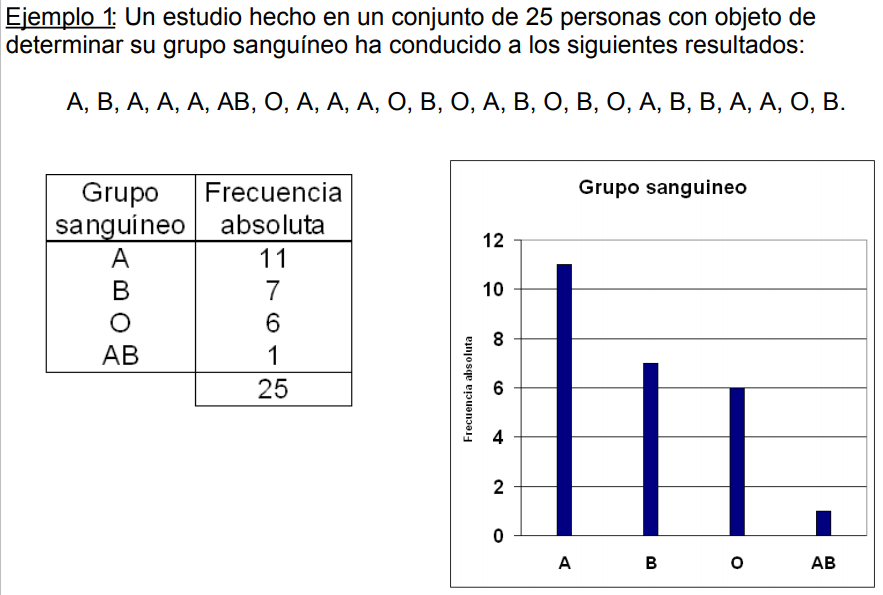 Ejemplo 1: Un estudio hecho en un conjunto de 25 personas con objeto de
determinar su grupo sanguíneo ha conducido a los siguientes resultados:
A, B, A, A, A, AB, O, A, A, A, O, B, O, A, B, O, B, O, A, B, B, A, A, O, B.
Grupo sanguíneo Frecuencia absoluta
A 11
B 7
O 6
AB 1
25
Grupo sanguineo
Frecuencia absoluta
12
10
8
6
4
2
0
A B O AB